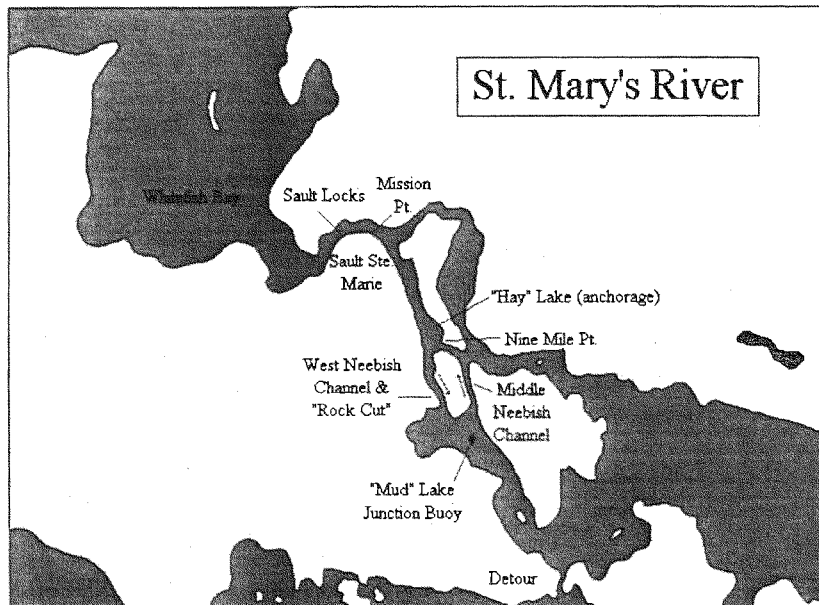 St. Mary's River
Whitefish Bay
Sault Locks
Mission
Pt.
Sault Ste.
Marie
"Hay" Lake (anchorage)
Nine Mile Pt.
West Neebish
Channel &
"Rock Cut"
Middle
Neebish
Channel
"Mud" Lake
Junction Buoy
Detour